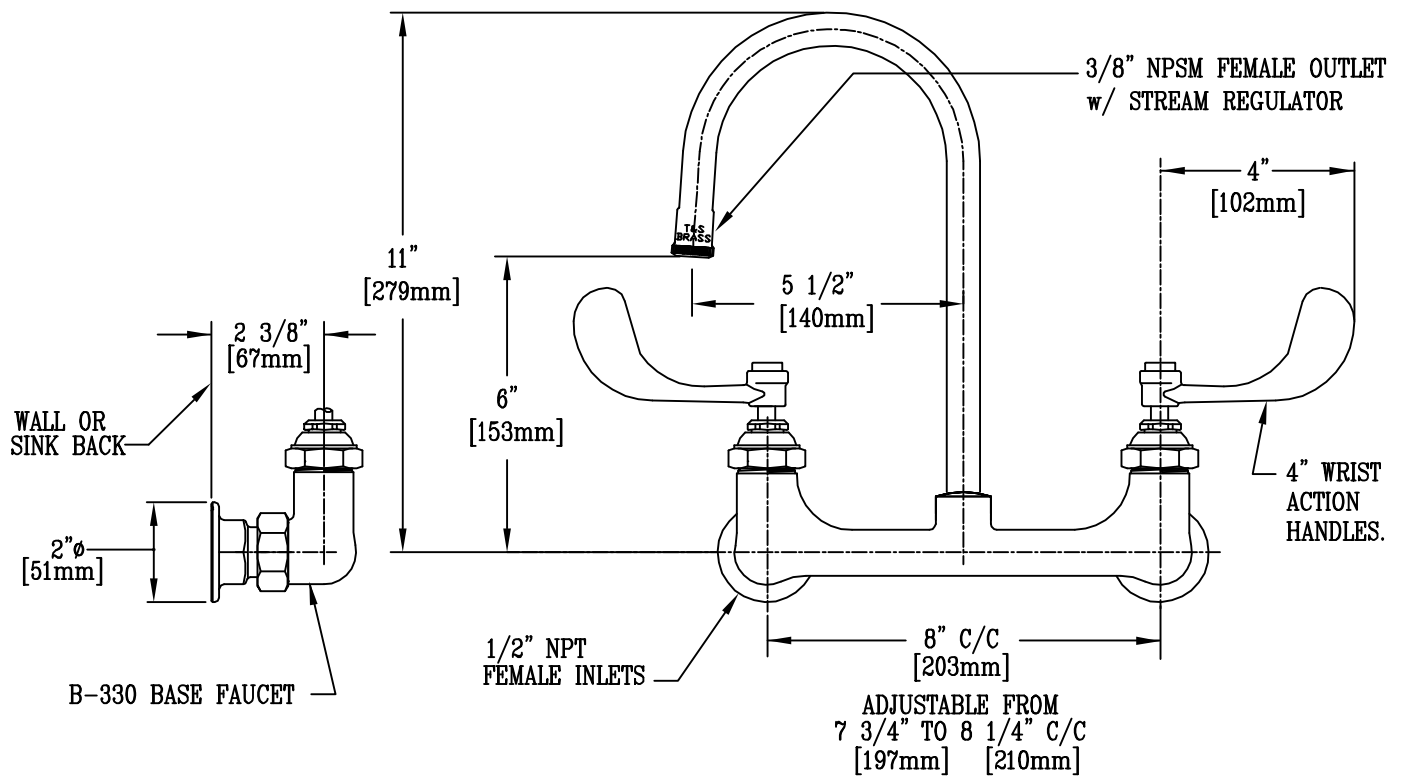 3/8" NPSM FEMALE OUTLET
w/ STREAM REGULATOR
4"
[102mm]
T&S
BRASS
11"
[279mm]
5 1/2"
[140mm]
2 3/8"
[67mm]
6"
[153mm]
WALL OR
SINK BACK
4" WRIST
ACTION
HANDLES.
2"ø
[51mm]
1/2" NPT
FEMALE INLETS
8" C/C
[203mm]
B-330 BASE FAUCET
ADJUSTABLE FROM
7 3/4" TO 8 1/4" C/C
[197mm] [210mm]